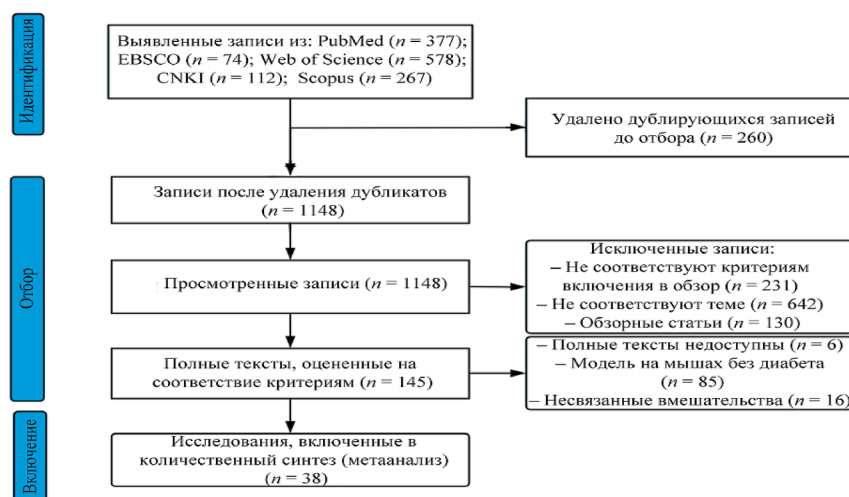 Идентификация
Выявленные записи из: PubMed (n = 377);
EBSCO (n = 74); Web of Science (n = 578);
CNKI (n = 112); Scopus (n = 267)
Удалено дублирующихся записей
до отбора (n = 260)
Отбор
Записи после удаления дубликатов
(n = 1148)
Просмотренные записи (n = 1148)
Исключенные записи:
– Не соответствуют критериям
включения в обзор (n = 231)
– Не соответствуют теме (n = 642)
– Обзорные статьи (n = 130)
Полные тексты, оцененные на
соответствие критериям (n = 145)
– Полные тексты недоступны (n = 6)
– Модель на мышах без диабета
(n = 85)
– Несвязанные вмешательства (n = 16)
Включение
Исследования, включенные в
количественный синтез (метаанализ)
(n = 38)